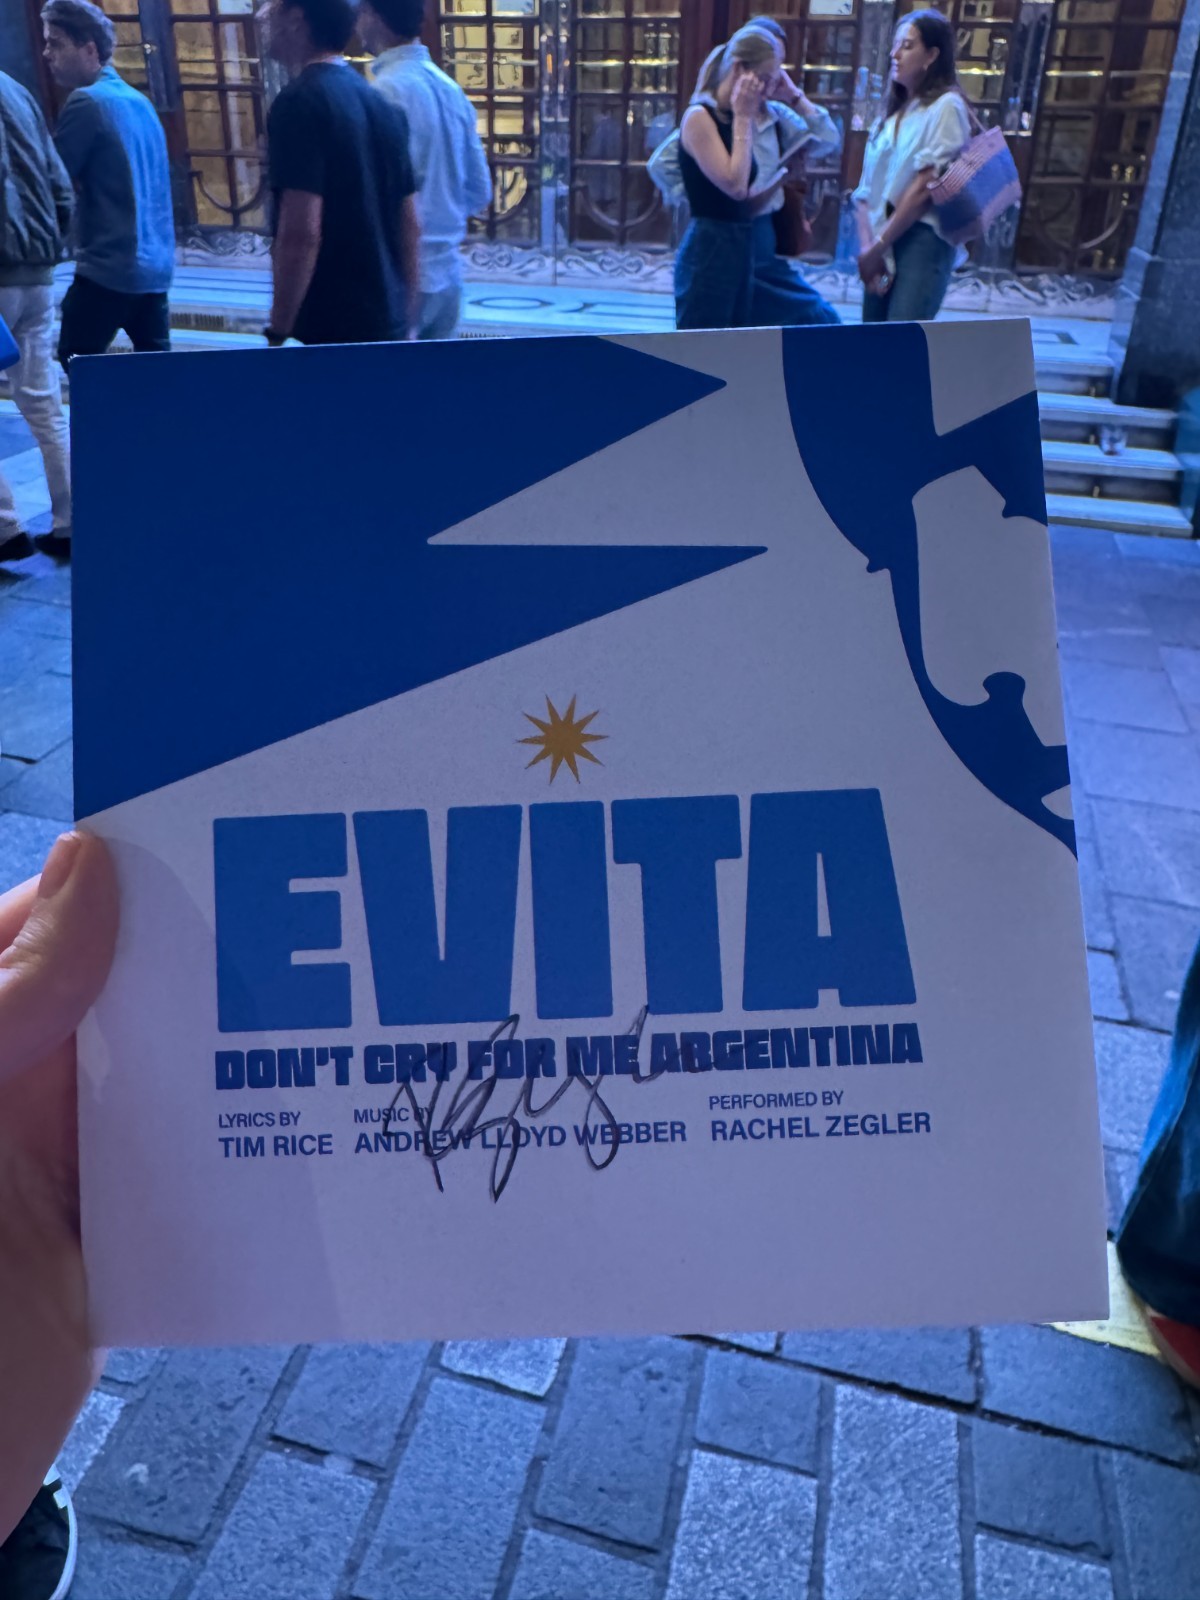 EVITA
DON'T CRY FOR ME ARGENTINA
LYRICS BY
TIM RICE
MUSIC BY
ANDREW LLOYD WEBBER
PERFORMED BY
RACHEL ZEGLER